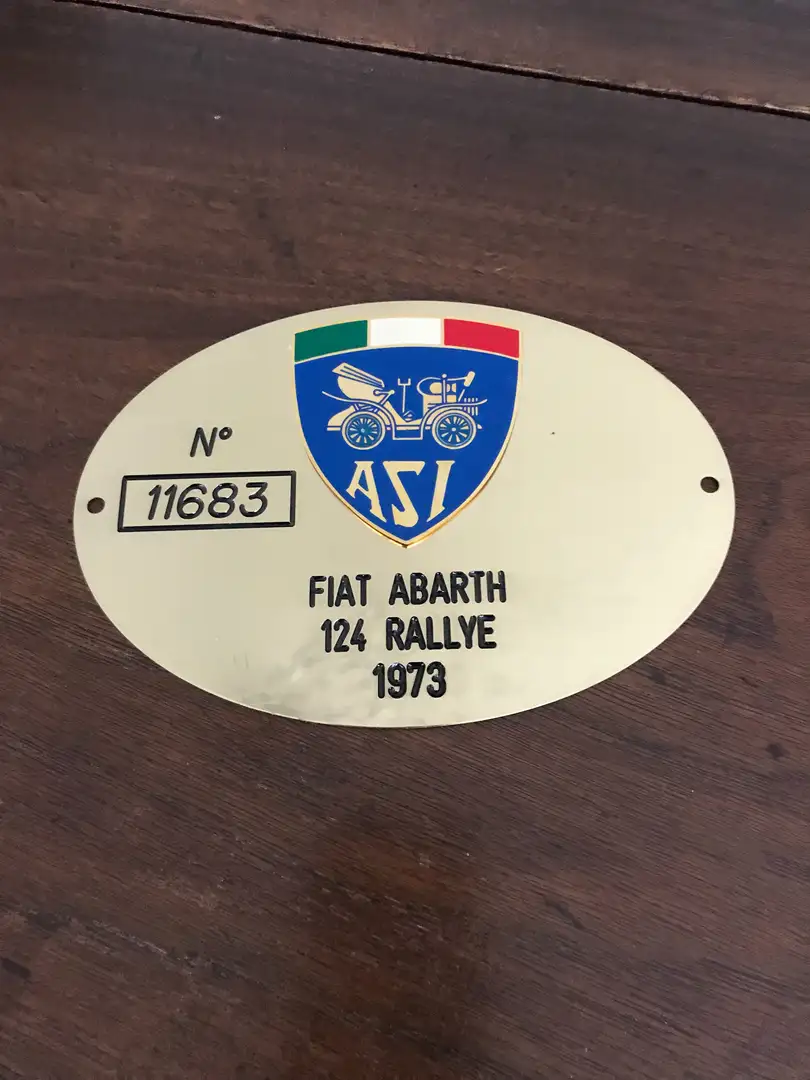 ASI
N°
11683
FIAT ABARTH
124 RALLYE
1973